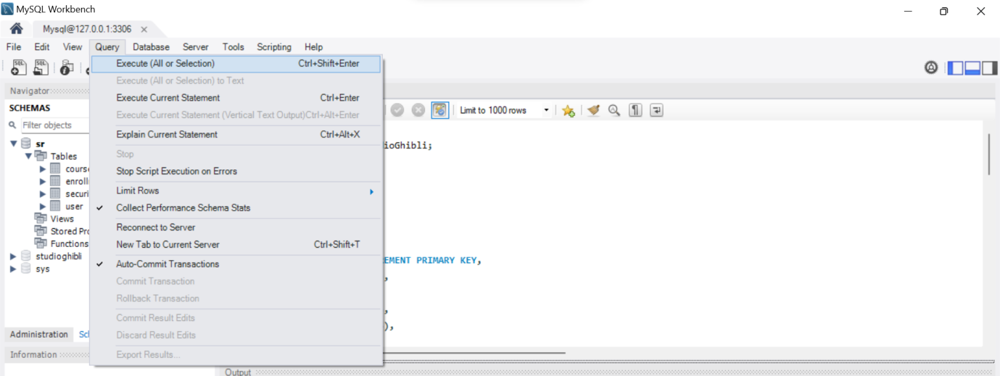 MySQL Workbench
Mysql@127.0.0.1:3306
File Edit View Query Database Server Tools Scripting Help
Execute (All or Selection) Ctrl+Shift+Enter
Execute (All or Selection) to Text
Execute Current Statement Ctrl+Enter
Execute Current Statement (Vertical Text Output)Ctrl+Alt+Enter
Explain Current Statement Ctrl+Alt+X
Stop
Stop Script Execution on Errors
Limit Rows
Collect Performance Schema Stats
Reconnect to Server
New Tab to Current Server Ctrl+Shift+T
Auto-Commit Transactions
Commit Transaction
Rollback Transaction
Commit Result Edits
Discard Result Edits
Export Results...
SQL SQL
Navigator
SCHEMAS
Filter objects
sr
Tables
cours
enroll
securi
user
Views
Stored Pro
Functions
studioghibli
sys
Administration Sch
Information
Limit to 1000 rows
ioGhibli;
EMENT PRIMARY KEY,
,
,
),
Output